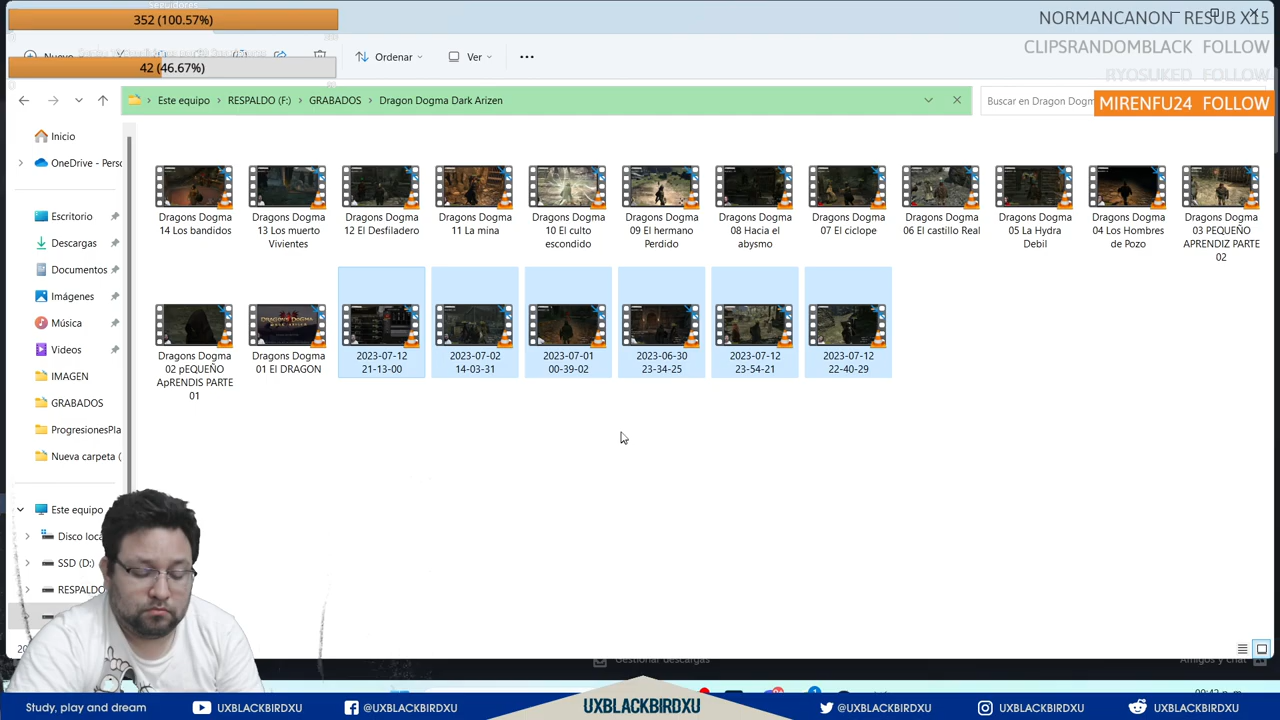 Seguidores
352 (100.57%)
NORMANCANON RESUB X15
CLIPSRANDOMBLACK FOLLOW
RYOSUKED FOLLOW
MIRENFU24 FOLLOW
Nuevo
Ordenar
Ver
42 (46.67%)
Este equipo
RESPALDO (F:)
GRABADOS
Dragon Dogma Dark Arizen
Buscar en Dragon Dogm
Inicio
OneDrive - Perso
Escritorio
Descargas
Documentos
Imágenes
Música
Videos
IMAGEN
GRABADOS
ProgresionesPla
Nueva carpeta (
Este equipo
Disco loca
SSD (D:)
RESPALDO
Dragons Dogma
14 Los bandidos
Dragons Dogma
13 Los muerto
Vivientes
Dragons Dogma
12 El Desfiladero
Dragons Dogma
11 La mina
Dragons Dogma
10 El culto
escondido
Dragons Dogma
09 El hermano
Perdido
Dragons Dogma
08 Hacia el
abysmo
Dragons Dogma
07 El ciclope
Dragons Dogma
06 El castillo Real
Dragons Dogma
05 La Hydra
Debil
Dragons Dogma
04 Los Hombres
de Pozo
Dragons Dogma
03 PEQUEÑO
APRENDIZ PARTE
02
Dragons Dogma
02 pEQUEÑO
ApRENDIS PARTE
01
Dragons Dogma
01 El DRAGON
2023-07-12
21-13-00
2023-07-02
14-03-31
2023-07-01
00-39-02
2023-06-30
23-34-25
2023-07-12
23-54-21
2023-07-12
22-40-29
Gestionar descargas
Amigos y chat
Study, play and dream
UXBLACKBIRDXU
@UXBLACKBIRDXU
UXBLACKBIRDXU
@UXBLACKBIRDXU
UXBLACKBIRDXU
UXBLACKBIRDXU